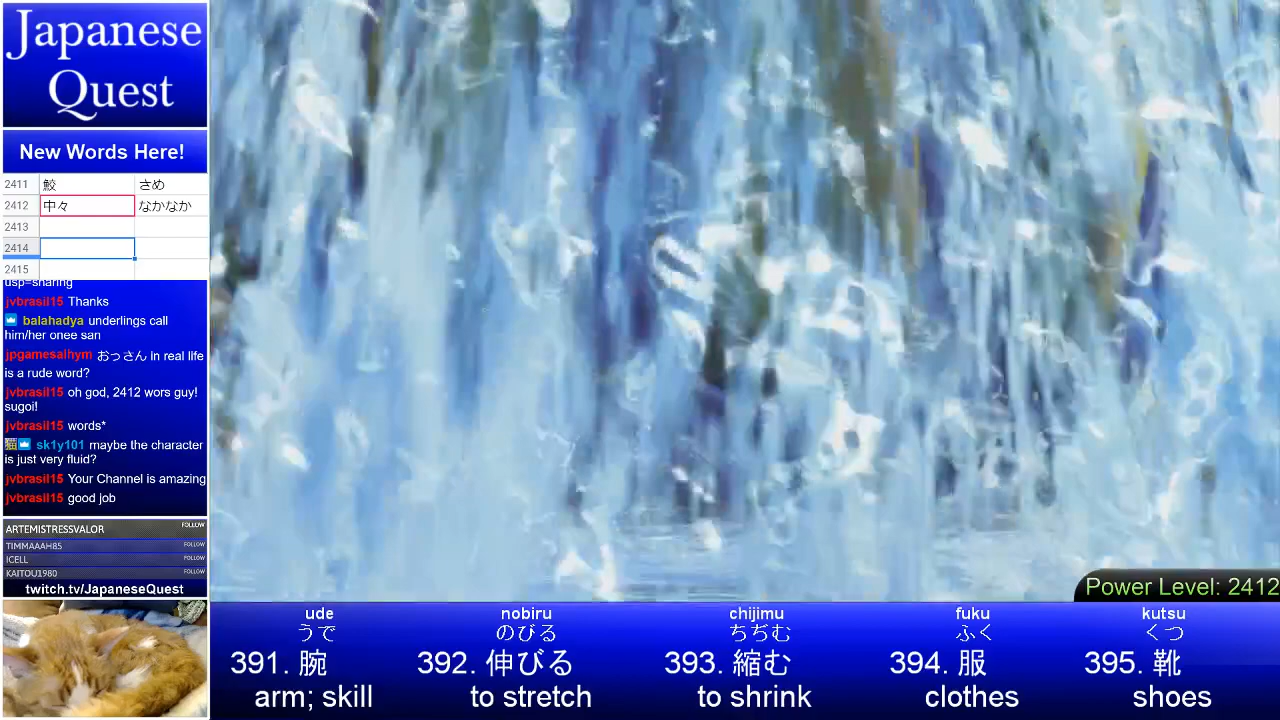 Japanese
Quest
New Words Here!
2411 鮫 さめ
2412 中々 なかなか
2413
2414
2415
usp=sharing
jvbrasil15 Thanks
balahadya underlings call
him/her onee san
jpgamesalhym おっさん in real life
is a rude word?
jvbrasil15 oh god, 2412 wors guy!
sugoi!
jvbrasil15 words*
猫 sk1y101 maybe the character
is just very fluid?
jvbrasil15 Your Channel is amazing
jvbrasil15 good job
ARTEMISTRESSVALOR FOLLOW
TIMMAAAH85 FOLLOW
ICELL FOLLOW
KAITOU1980 FOLLOW
twitch.tv/JapaneseQuest
Power Level: 2412
ude nobiru chijimu fuku kutsu
うで のびる ちぢむ ふく くつ
391. 腕 392. 伸びる 393. 縮む 394. 服 395. 靴
arm; skill to stretch to shrink clothes shoes